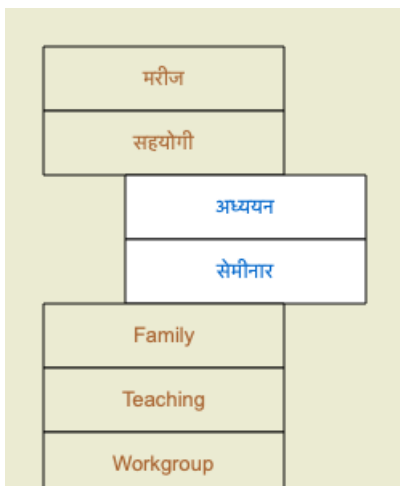 मरीज
सहयोगी
अध्ययन
सेमीनार
Family
Teaching
Workgroup